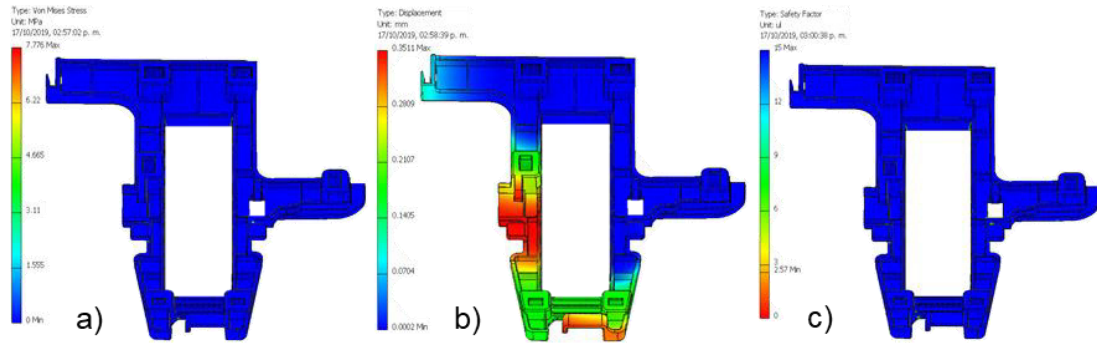 Type: Von Mises Stress
Unit: MPa
17/10/2019, 02:57:02 p. m.
7.776 Max
6.22
4.665
3.11
1.555
0 Min
a)
Type: Displacement
Unit: mm
17/10/2019, 02:58:39 p. m.
0.3511 Max
0.2809
0.2107
0.1405
0.0704
0.0002 Min
b)
Type: Safety Factor
Unit: ul
17/10/2019, 03:00:38 p. m.
15 Max
12
9
6
3
2.57 Min
0
c)